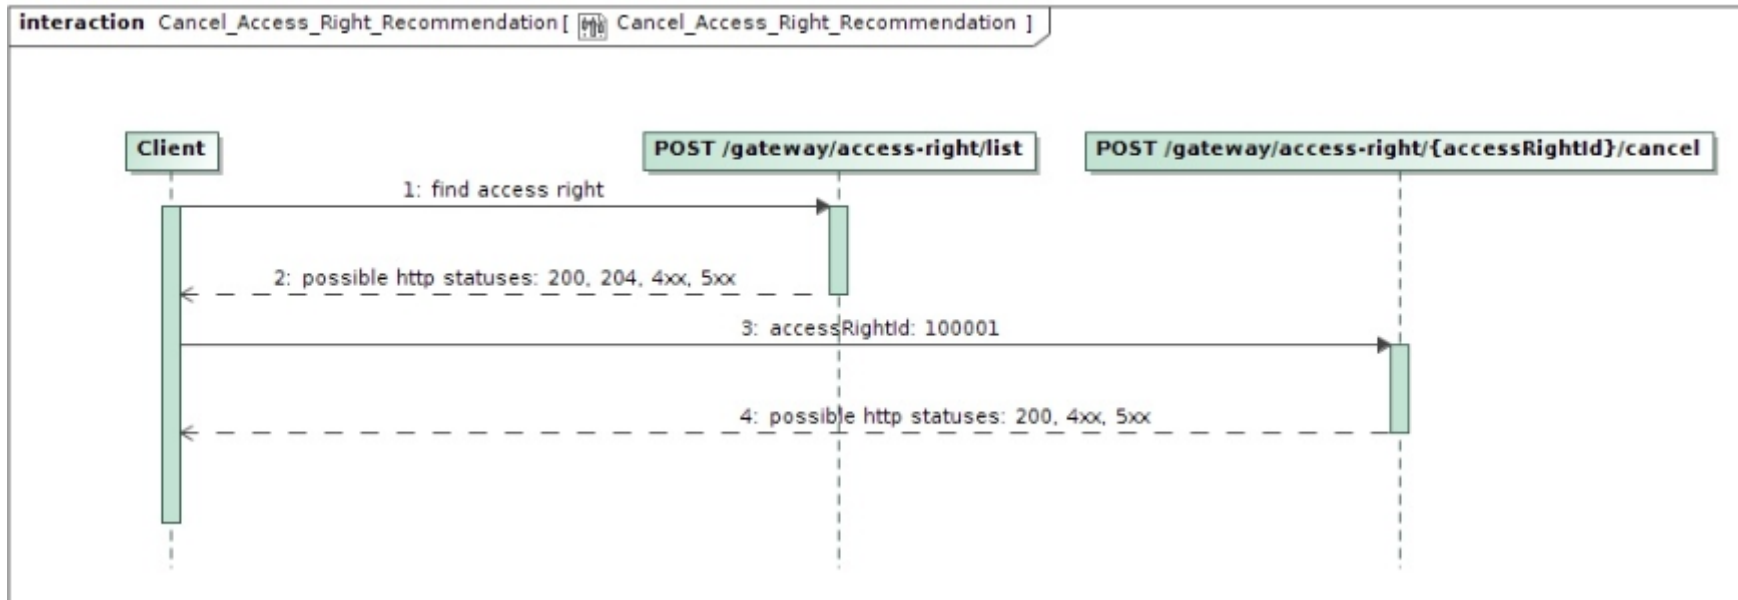 interaction Cancel_Access_Right_Recommendation [ Cancel_Access_Right_Recommendation ]
Client
POST /gateway/access-right/list
POST /gateway/access-right/{accessRightId}/cancel
1: find access right
2: possible http statuses: 200, 204, 4xx, 5xx
3: accessRightId: 100001
4: possible http statuses: 200, 4xx, 5xx